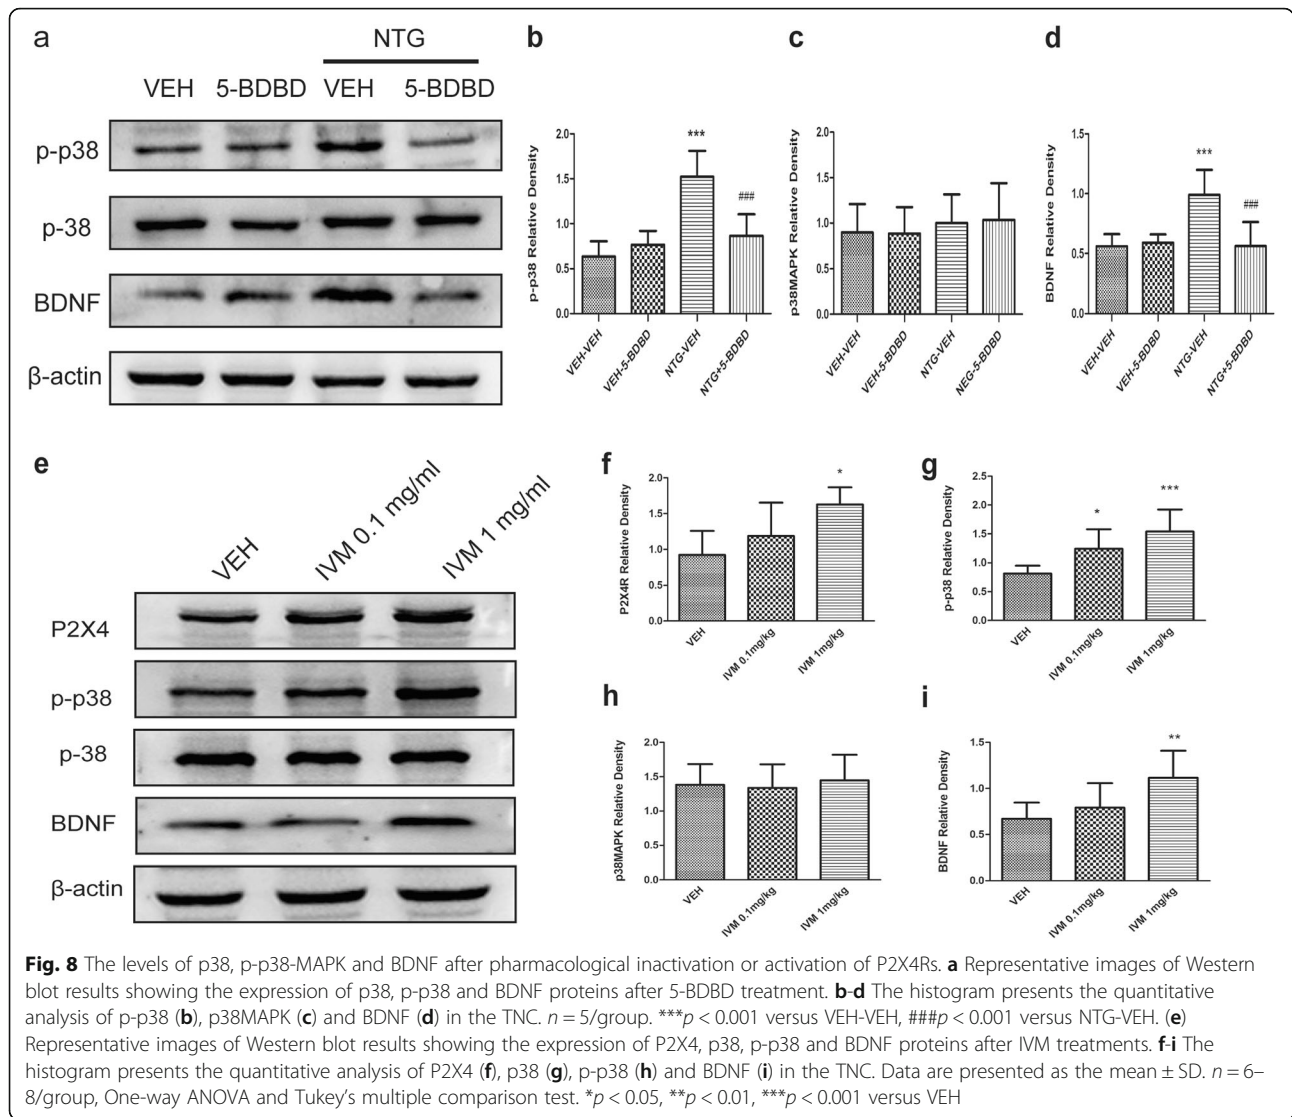 a
NTG
VEH 5-BDBD VEH 5-BDBD
p-p38
p-38
BDNF
β-actin
b
p-p38 Relative Density
2.0
1.5
1.0
0.5
0.0
***
###
VEH-VEH
VEH-5-BDBD
NTG-VEH
NTG+5-BDBD
c
p38MAPK Relative Density
2.0
1.5
1.0
0.5
0.0
VEH-VEH
VEH-5-BDBD
NTG-VEH
NEG-5-BDBD
d
BDNF Relative Density
1.5
1.0
0.5
0.0
***
###
VEH-VEH
VEH-5-BDBD
NTG-VEH
NTG+5-BDBD
e
VEH
IVM 0.1 mg/ml
IVM 1 mg/ml
P2X4
p-p38
p-38
BDNF
β-actin
f
P2X4R Relative Density
2.0
1.5
1.0
0.5
0.0
*
VEH
IVM 0.1mg/kg
IVM 1mg/kg
g
p-p38 Relative Density
2.5
2.0
1.5
1.0
0.5
0.0
*
***
VEH
IVM 0.1mg/kg
IVM 1mg/kg
h
p38MAPK Relative Density
2.0
1.5
1.0
0.5
0.0
VEH
IVM 0.1mg/kg
IVM 1mg/kg
i
BDNF Relative Density
1.5
1.0
0.5
0.0
**
VEH
IVM 0.1mg/kg
IVM 1mg/kg
Fig. 8 The levels of p38, p-p38-MAPK and BDNF after pharmacological inactivation or activation of P2X4Rs. a Representative images of Western
blot results showing the expression of p38, p-p38 and BDNF proteins after 5-BDBD treatment. b-d The histogram presents the quantitative
analysis of p-p38 (b), p38MAPK (c) and BDNF (d) in the TNC. n = 5/group. ***p < 0.001 versus VEH-VEH, ###p < 0.001 versus NTG-VEH. (e)
Representative images of Western blot results showing the expression of P2X4, p38, p-p38 and BDNF proteins after IVM treatments. f-i The
histogram presents the quantitative analysis of P2X4 (f), p38 (g), p-p38 (h) and BDNF (i) in the TNC. Data are presented as the mean ± SD. n = 6–
8/group, One-way ANOVA and Tukey's multiple comparison test. *p < 0.05, **p < 0.01, ***p < 0.001 versus VEH